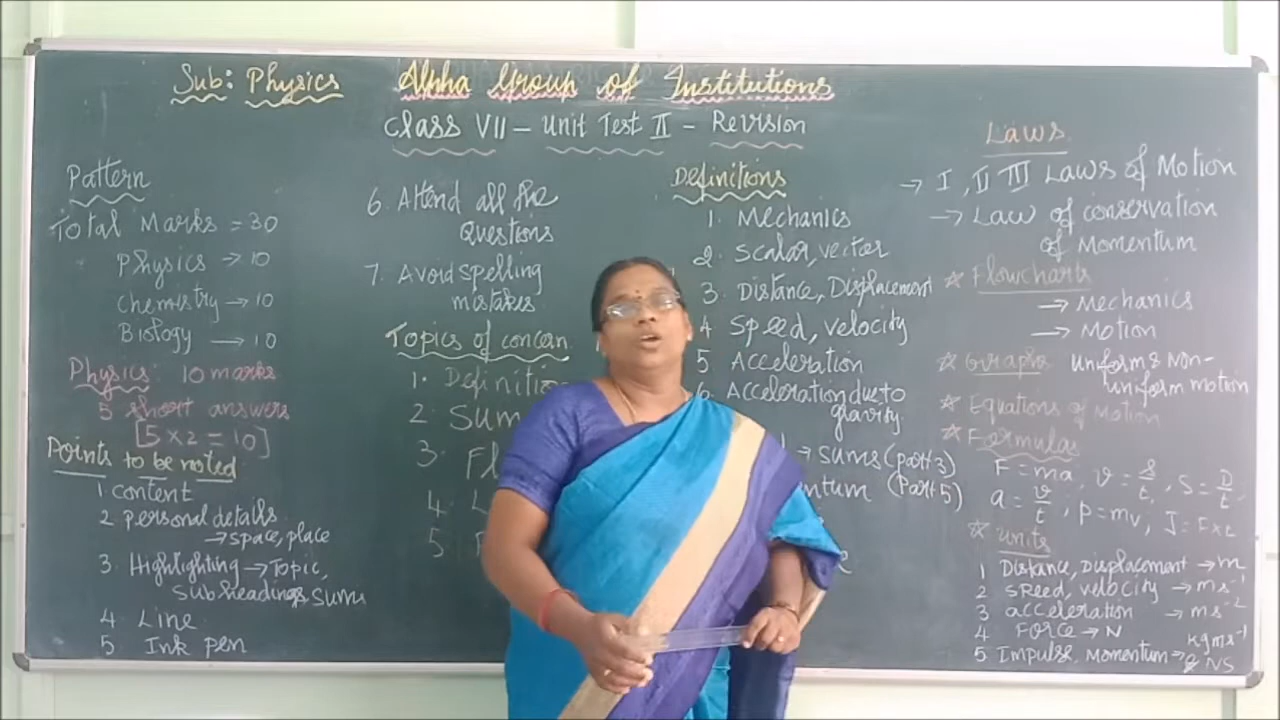 Sub: Physics
Alpha Group of Institutions
Class VII - Unit Test II - Revision
Pattern
Total Marks = 30
Physics → 10
Chemistry → 10
Biology → 10
Physics: 10 marks
5 short answers
[5 x 2 = 10]
Points to be noted
1 content
2 personal details
→ space, place
3. Highlighting → Topic,
Subheadings, sums
4 Line
5 Ink pen
6. Attend all the
Questions
7. Avoid spelling
mistakes
Topics of concern
1.
2.
3.
4.
5.
Definitions
1. Mechanics
2. Scalar, vector
3. Distance, Displacement
4 Speed, velocity
5 Acceleration
6. Acceleration due to
gravity
→ sums (part 3)
(Part 5)
Laws
→ I, II III Laws of Motion
→ Law of conservation
of Momentum
☆ Flowcharts
→ Mechanics
→ Motion
☆ Graphs uniform & non-
uniform motion
☆ Equations of Motion
☆ Formulas
F = ma, v = s/t, S = D/t
a = v/t, p = mv, J = F x t
☆ units
1 Distance, displacement → m
2 speed, velocity → ms⁻¹
3 acceleration → ms⁻²
4 Force → N
5 Impulse, Momentum → kgms⁻¹
& NS